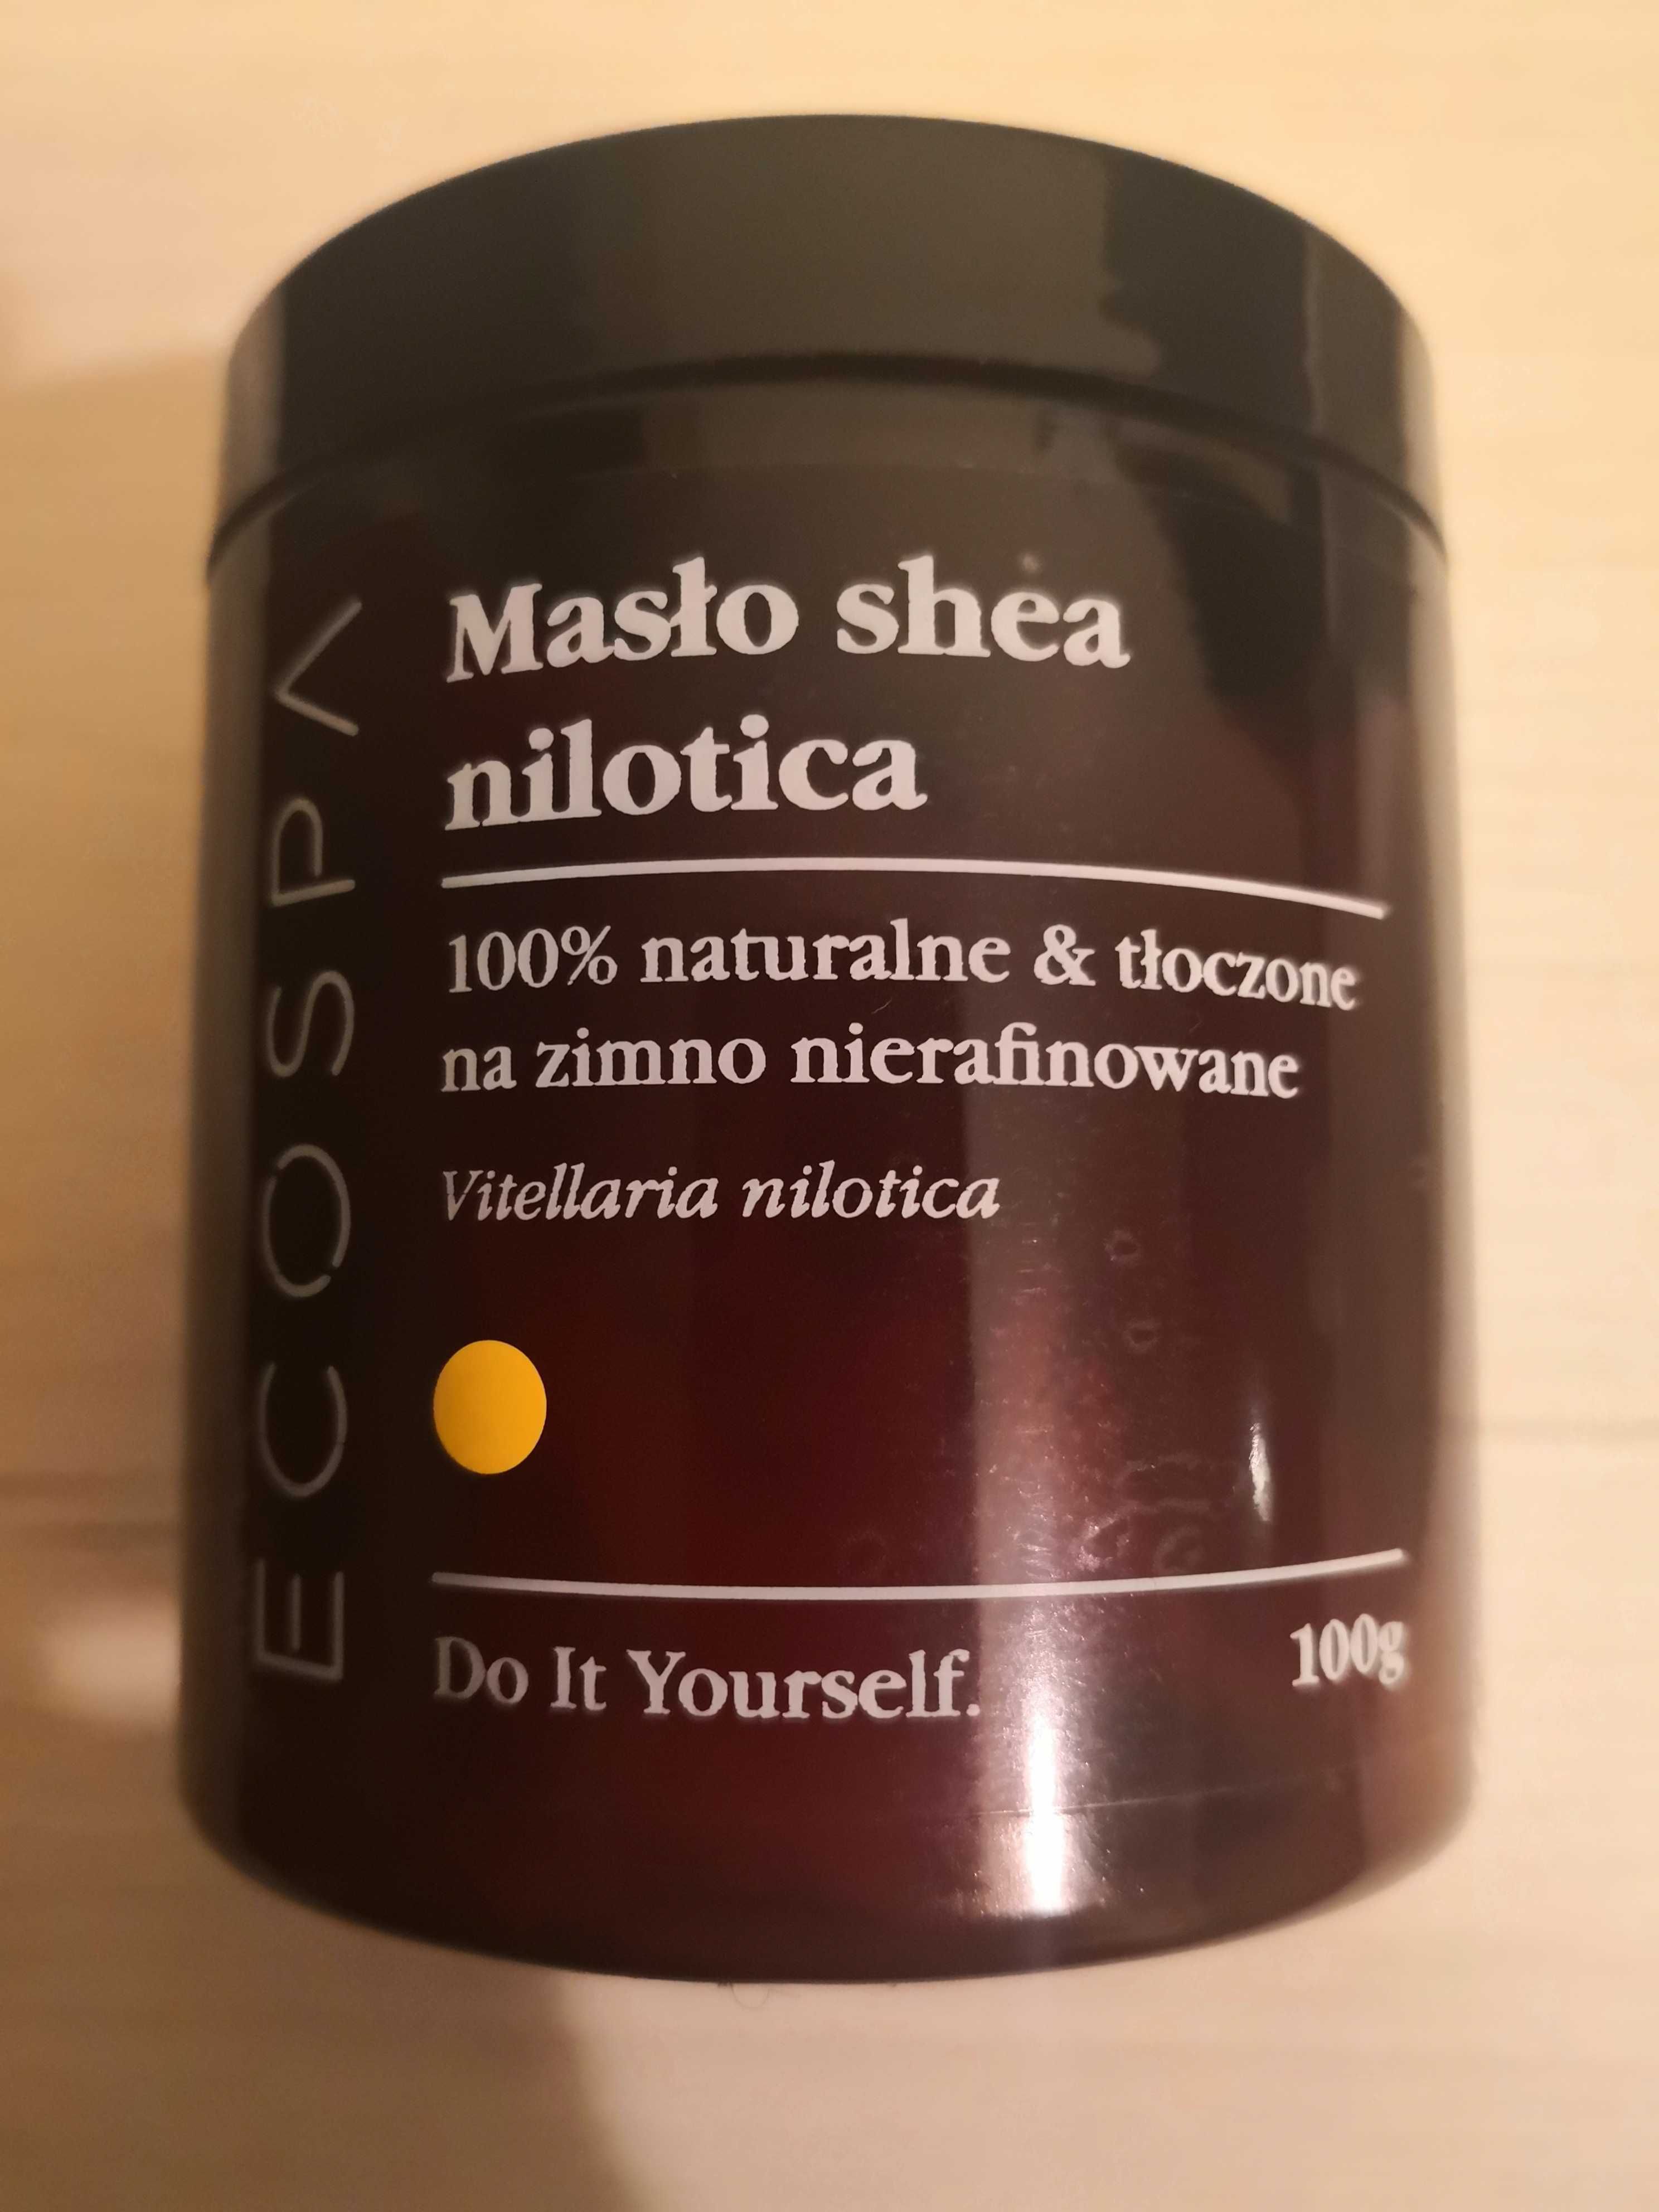 ECOSPA
Masło shea
nilotica
100% naturalne & tłoczone
na zimno nierafinowane
Vitellaria nilotica
Do It Yourself.
100g